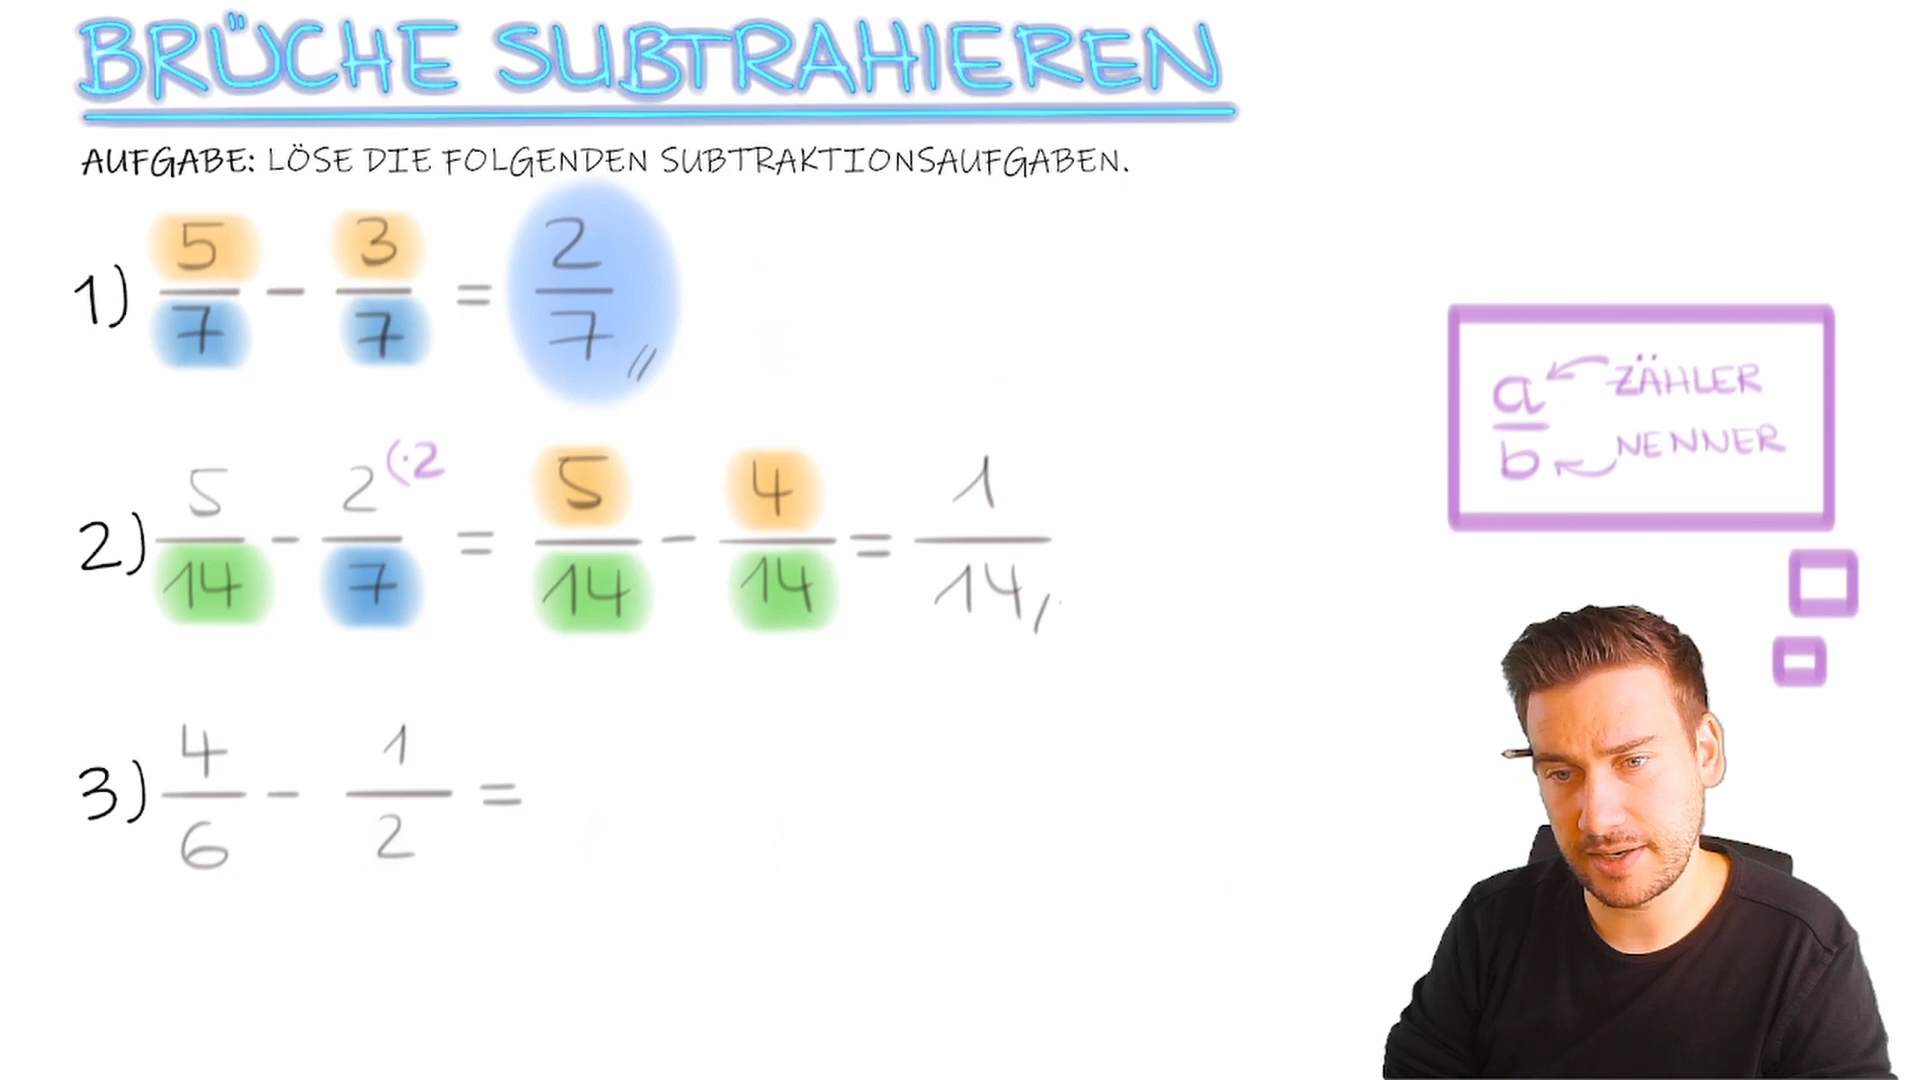 BRÜCHE SUBTRAHIEREN
AUFGABE: LÖSE DIE FOLGENDEN SUBTRAKTIONSAUFGABEN.
1) 5/7 - 3/7 = 2/7 //
a/b
ZÄHLER
NENNER
2) 5/14 - 2/7 (·2 = 5/14 - 4/14 = 1/14 /
3) 4/6 - 1/2 =